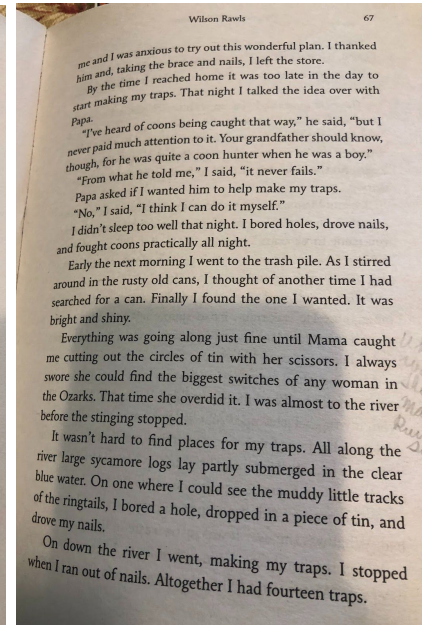 Wilson Rawls 67
me and I was anxious to try out this wonderful plan. I thanked
him and, taking the brace and nails, I left the store.
By the time I reached home it was too late in the day to
start making my traps. That night I talked the idea over with
Papa.
"I've heard of coons being caught that way," he said, "but I
never paid much attention to it. Your grandfather should know,
though, for he was quite a coon hunter when he was a boy."
"From what he told me," I said, "it never fails."
Papa asked if I wanted him to help make my traps.
"No," I said, "I think I can do it myself."
I didn't sleep too well that night. I bored holes, drove nails,
and fought coons practically all night.
Early the next morning I went to the trash pile. As I stirred
around in the rusty old cans, I thought of another time I had
searched for a can. Finally I found the one I wanted. It was
bright and shiny.
Everything was going along just fine until Mama caught
me cutting out the circles of tin with her scissors. I always
swore she could find the biggest switches of any woman in
the Ozarks. That time she overdid it. I was almost to the river
before the stinging stopped.
It wasn't hard to find places for my traps. All along the
river large sycamore logs lay partly submerged in the clear
blue water. On one where I could see the muddy little tracks
of the ringtails, I bored a hole, dropped in a piece of tin, and
drove my nails.
On down the river I went, making my traps. I stopped
when I ran out of nails. Altogether I had fourteen traps.